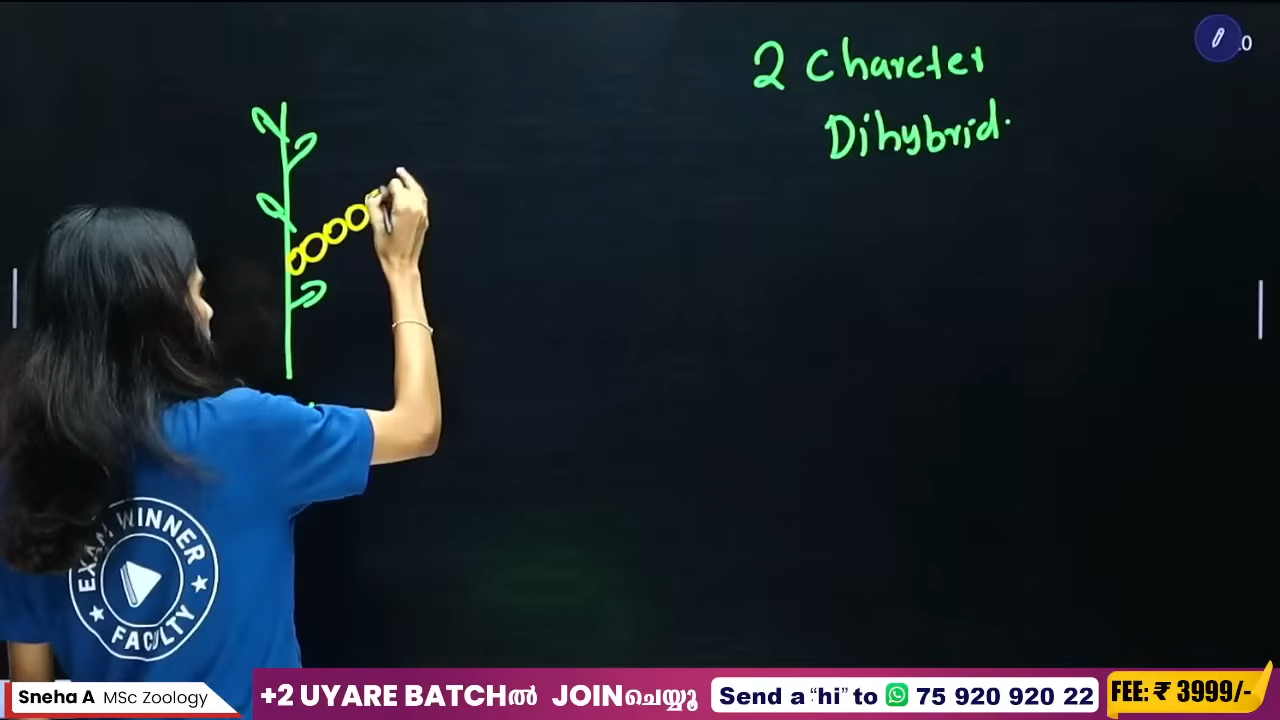 2 Charcter
Dihybrid.
EXAM WINNER
FACULTY
Sneha A MSc Zoology
+2 UYARE BATCHൽ JOINചെയ്യൂ
Send a “hi” to 75 920 920 22
FEE: ₹ 3999/-